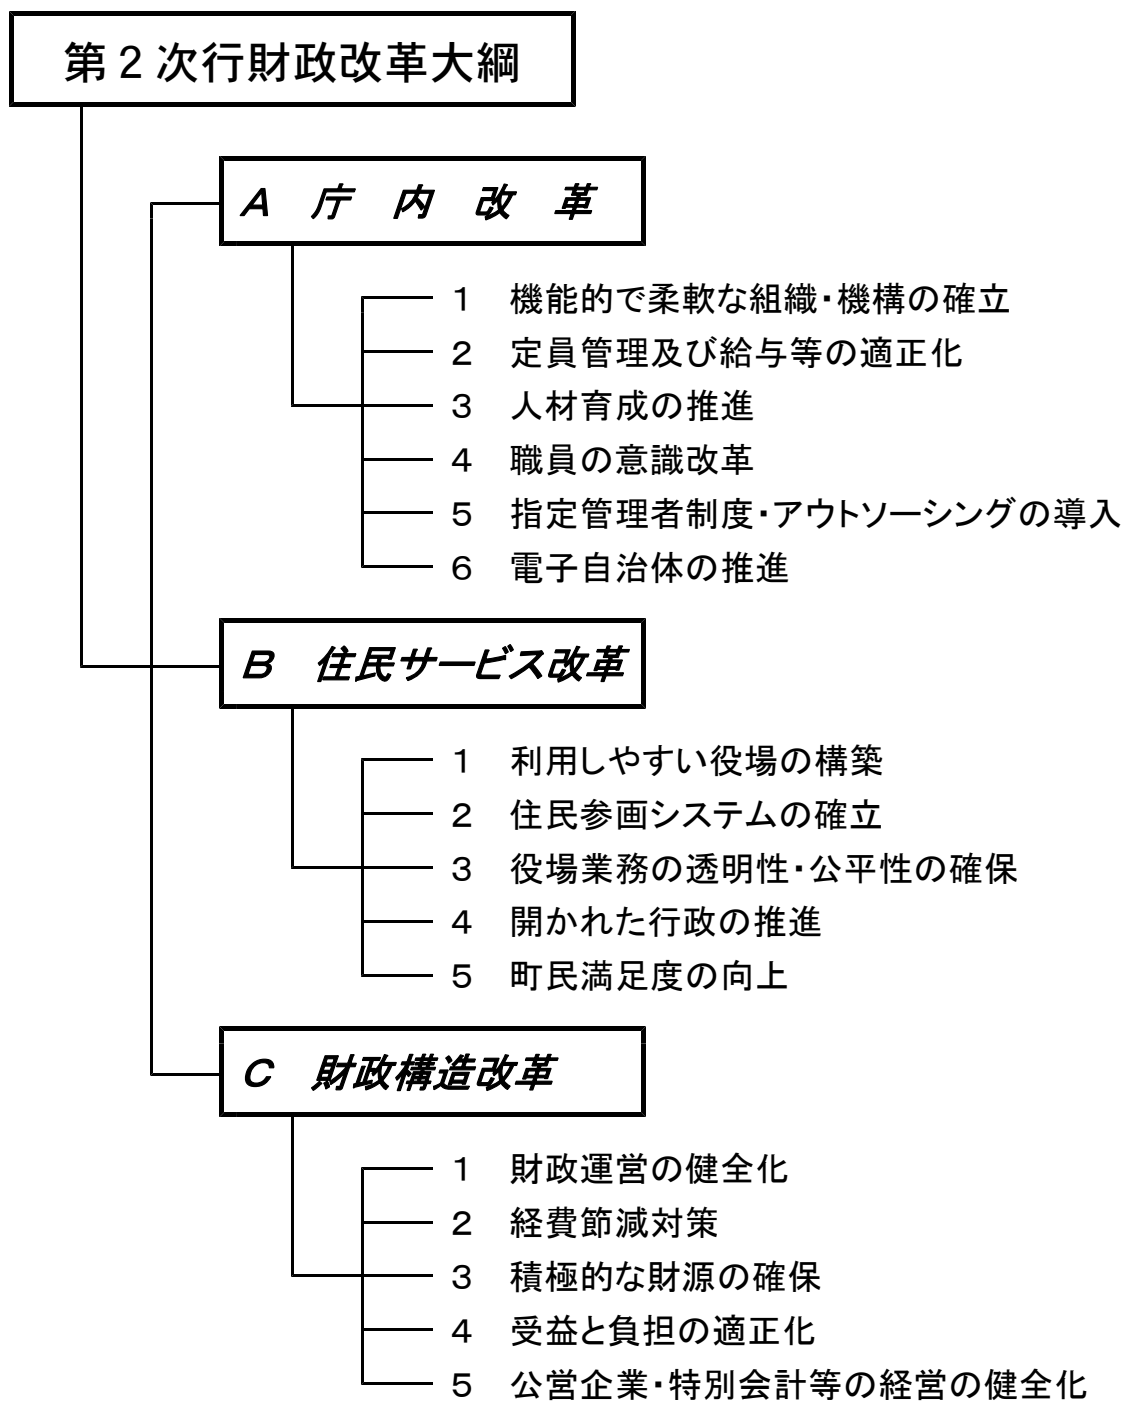 第２次行財政改革大綱
Ａ　庁　内　改　革
１　機能的で柔軟な組織・機構の確立
２　定員管理及び給与等の適正化
３　人材育成の推進
４　職員の意識改革
５　指定管理者制度・アウトソーシングの導入
６　電子自治体の推進
Ｂ　住民サービス改革
１　利用しやすい役場の構築
２　住民参画システムの確立
３　役場業務の透明性・公平性の確保
４　開かれた行政の推進
５　町民満足度の向上
Ｃ　財政構造改革
１　財政運営の健全化
２　経費節減対策
３　積極的な財源の確保
４　受益と負担の適正化
５　公営企業・特別会計等の経営の健全化